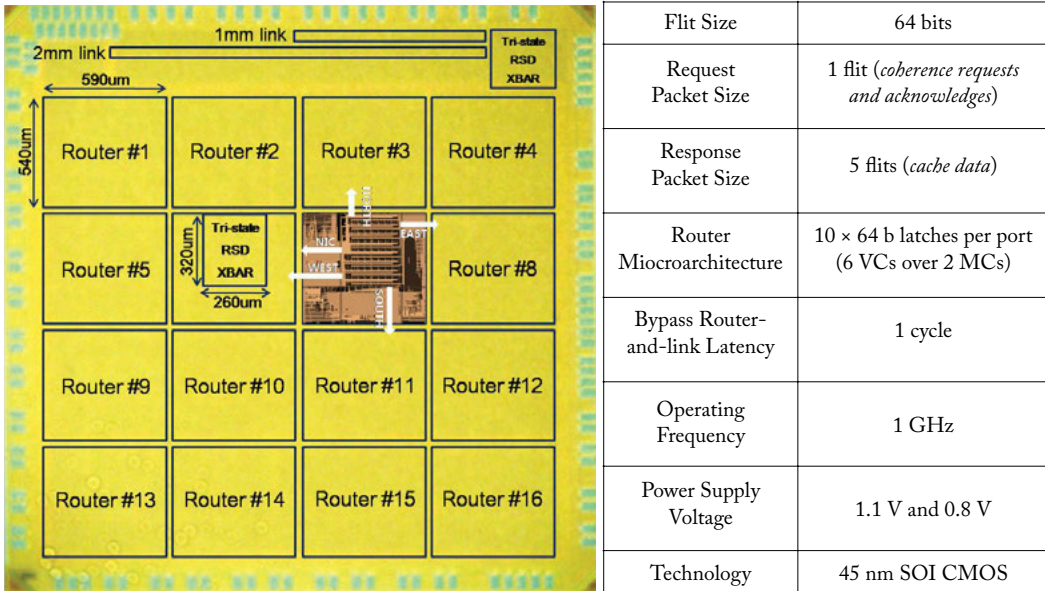 1mm link
2mm link
Tri-state
RSD
XBAR
590um
540um
Router #1
Router #2
Router #3
Router #4
Router #5
320um
Tri-state
RSD
XBAR
260um
NORTH
EAST
NIC
WEST
SOUTH
Router #8
Router #9
Router #10
Router #11
Router #12
Router #13
Router #14
Router #15
Router #16
Flit Size
64 bits
Request
Packet Size
1 flit (coherence requests
and acknowledges)
Response
Packet Size
5 flits (cache data)
Router
Miocroarchitecture
10 × 64 b latches per port
(6 VCs over 2 MCs)
Bypass Router-
and-link Latency
1 cycle
Operating
Frequency
1 GHz
Power Supply
Voltage
1.1 V and 0.8 V
Technology
45 nm SOI CMOS